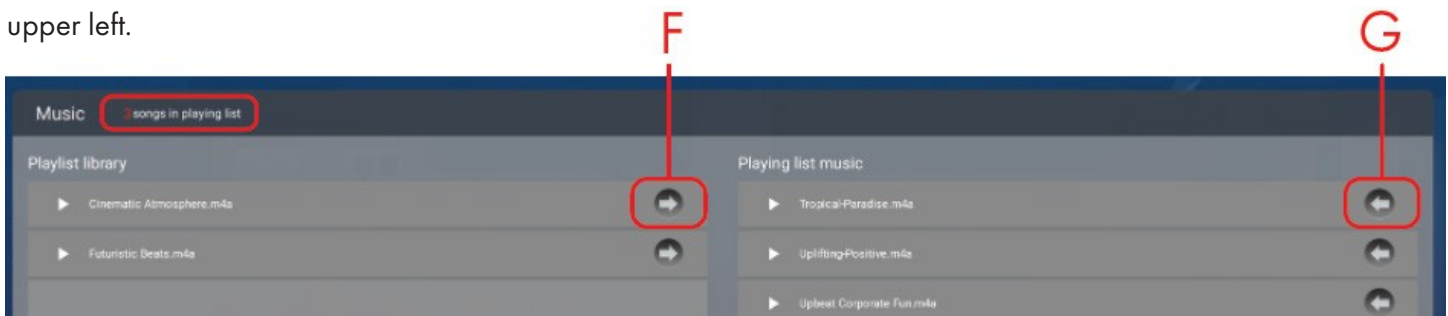 upper left.
F
G
Music 3 songs in playing list
Playlist library
Playing list music
Cinematic Atmosphere.m4a
Tropical-Paradise.m4a
Futuristic Beats.m4a
Uplifting-Positive.m4a
Upbeat Corporate Fun.m4a